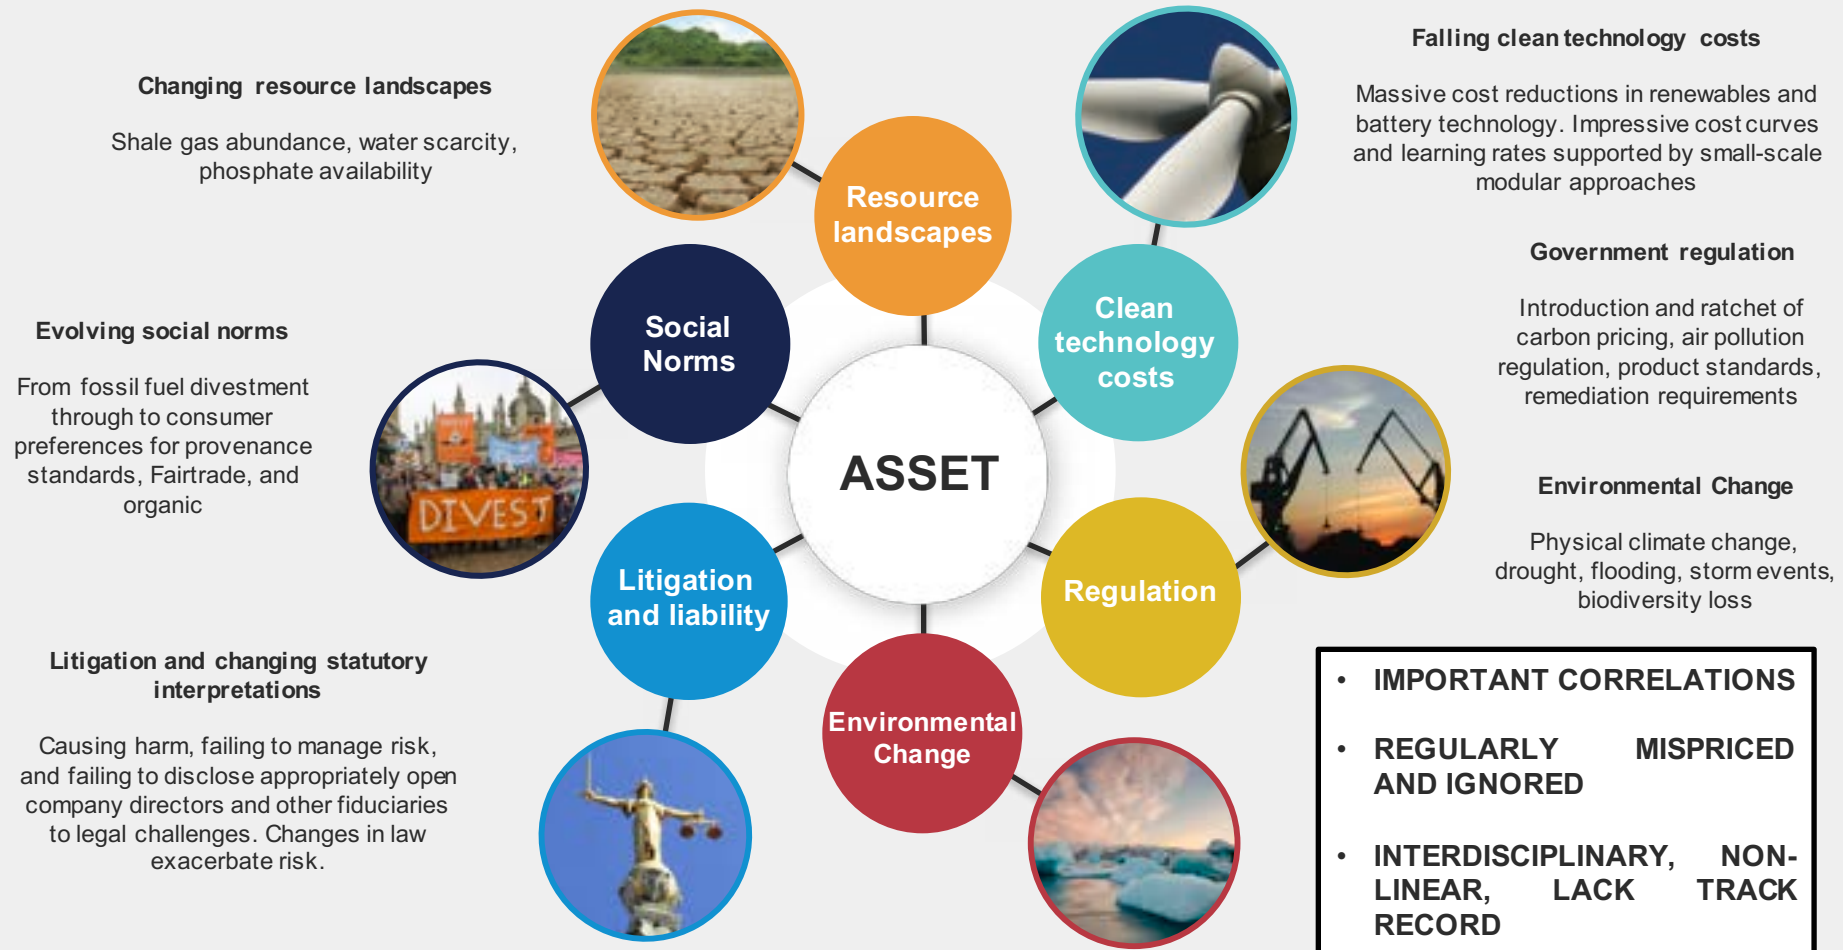 Changing resource landscapes
Shale gas abundance, water scarcity,
phosphate availability
Evolving social norms
From fossil fuel divestment
through to consumer
preferences for provenance
standards, Fairtrade, and
organic
Litigation and changing statutory
interpretations
Causing harm, failing to manage risk,
and failing to disclose appropriately open
company directors and other fiduciaries
to legal challenges. Changes in law
exacerbate risk.
Resource
landscapes
Social
Norms
Clean
technology
costs
ASSET
DIVEST
Litigation
and liability
Regulation
Environmental
Change
Falling clean technology costs
Massive cost reductions in renewables and
battery technology. Impressive cost curves
and learning rates supported by small-scale
modular approaches
Government regulation
Introduction and ratchet of
carbon pricing, air pollution
regulation, product standards,
remediation requirements
Environmental Change
Physical climate change,
drought, flooding, storm events,
biodiversity loss
• IMPORTANT CORRELATIONS
• REGULARLY MISPRICED
AND IGNORED
• INTERDISCIPLINARY, NON-
LINEAR, LACK TRACK
RECORD